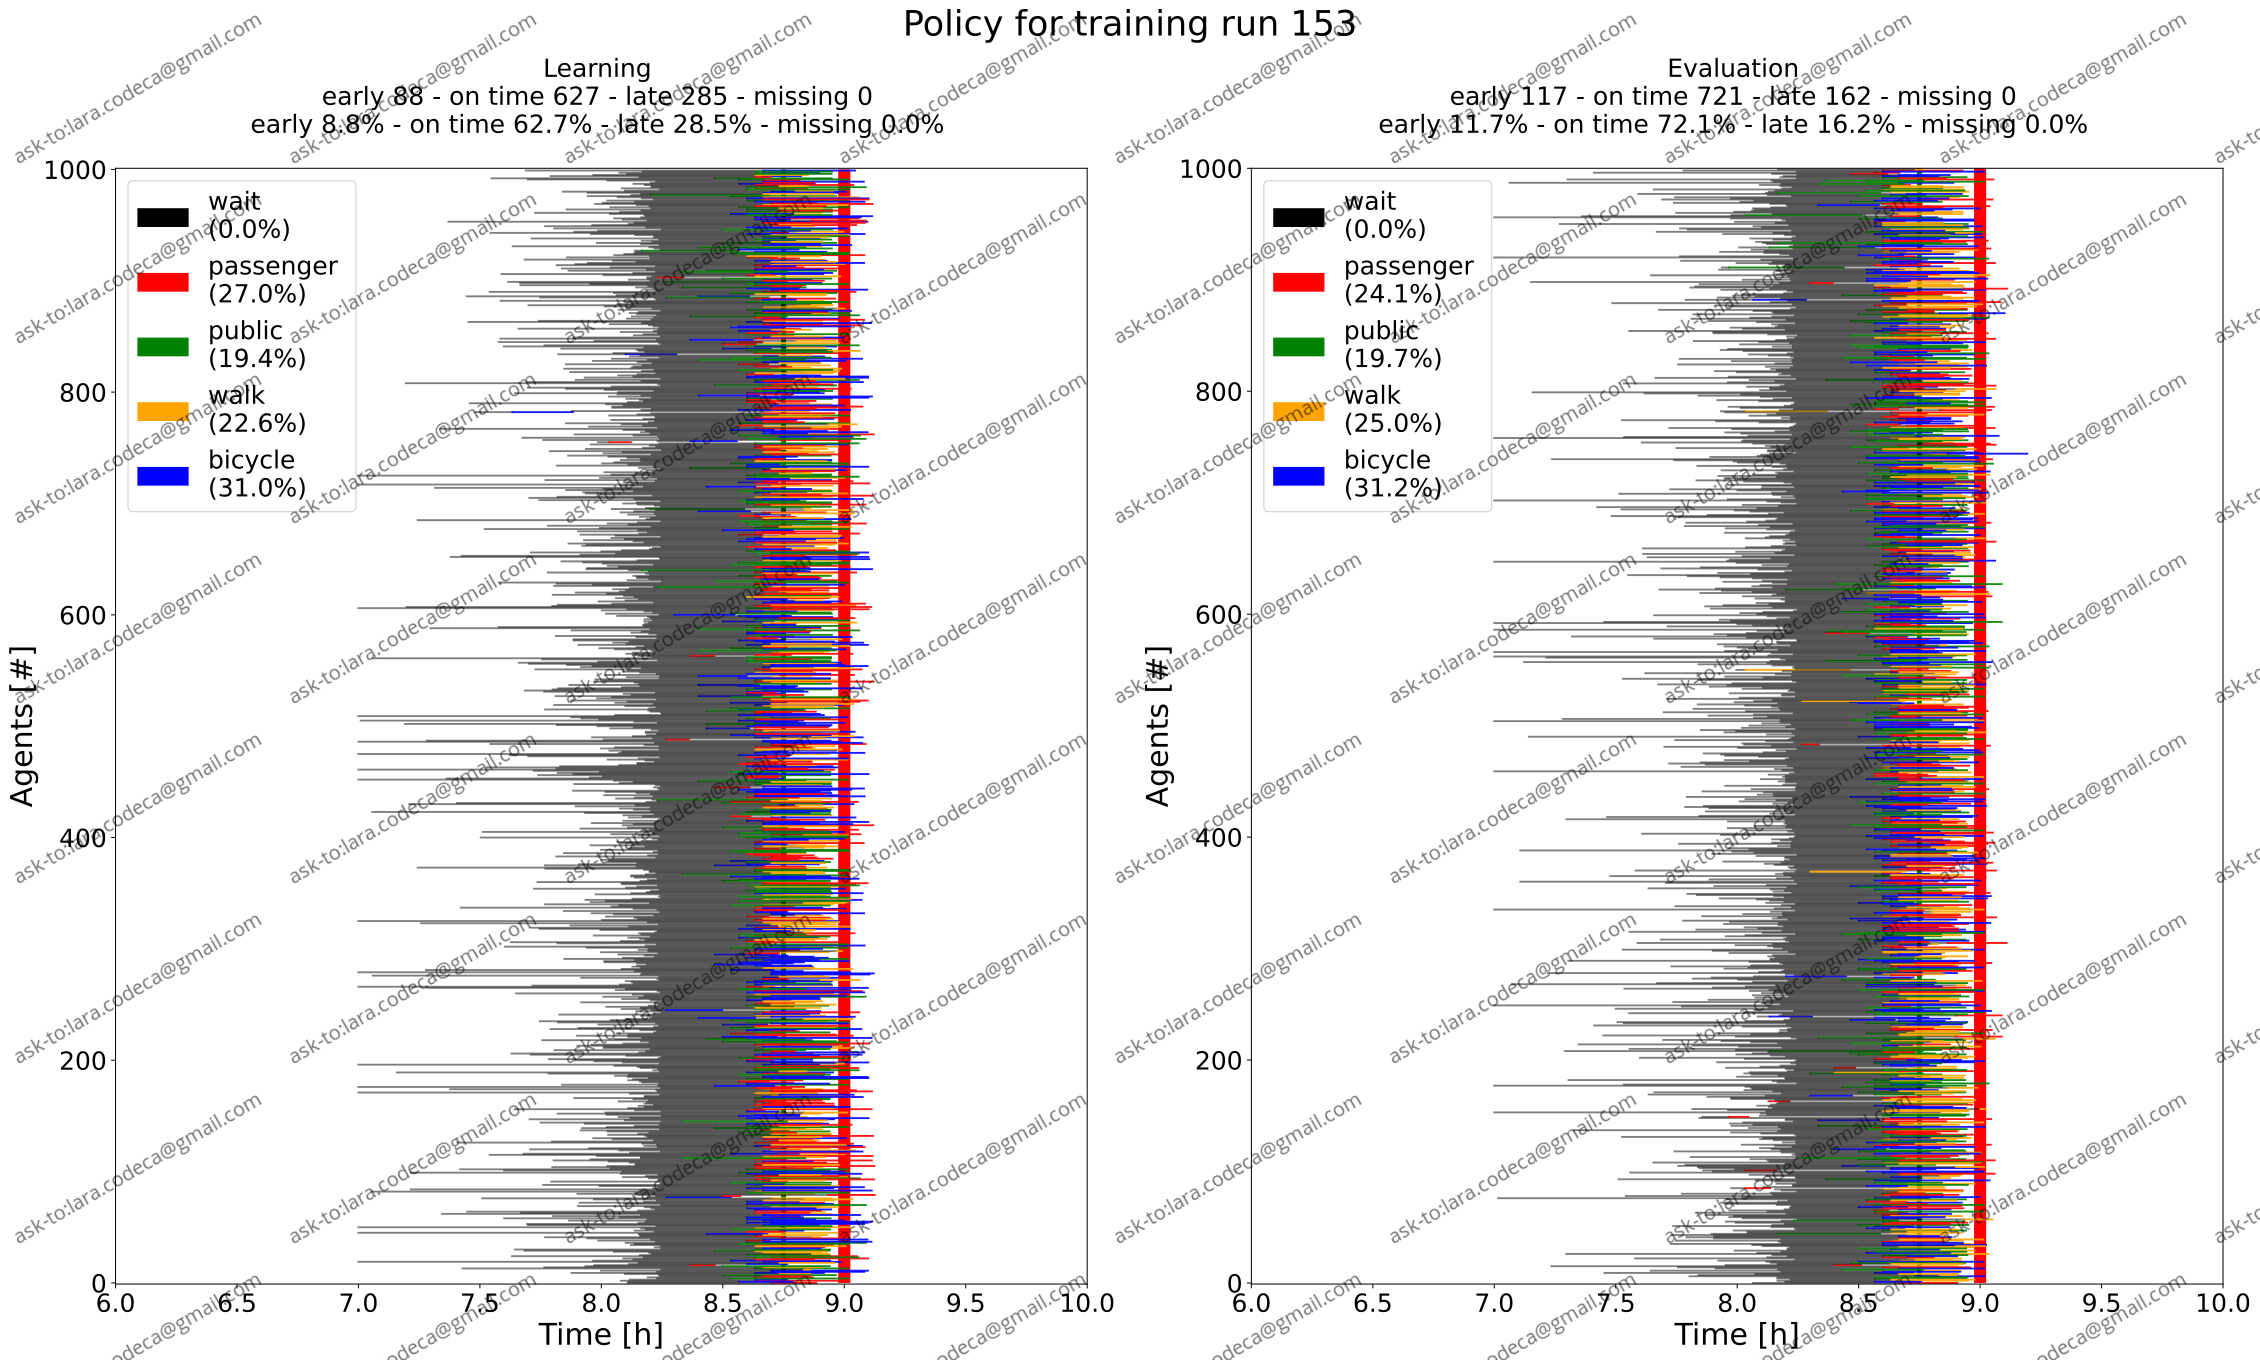 Policy for training run 153
Learning
early 88 - on time 627 - late 285 - missing 0
early 8.8% - on time 62.7% - late 28.5% - missing 0.0%
1000
800
600
400
200
0
Agents [#]
wait
(0.0%)
passenger
(27.0%)
public
(19.4%)
walk
(22.6%)
bicycle
(31.0%)
6.0 6.5 7.0 7.5 8.0 8.5 9.0 9.5 10.0
Time [h]
Evaluation
early 117 - on time 721 - late 162 - missing 0
early 11.7% - on time 72.1% - late 16.2% - missing 0.0%
1000
800
600
400
200
0
Agents [#]
wait
(0.0%)
passenger
(24.1%)
public
(19.7%)
walk
(25.0%)
bicycle
(31.2%)
6.0 6.5 7.0 7.5 8.0 8.5 9.0 9.5 10.0
Time [h]
ask-to:lara.codeca@gmail.com